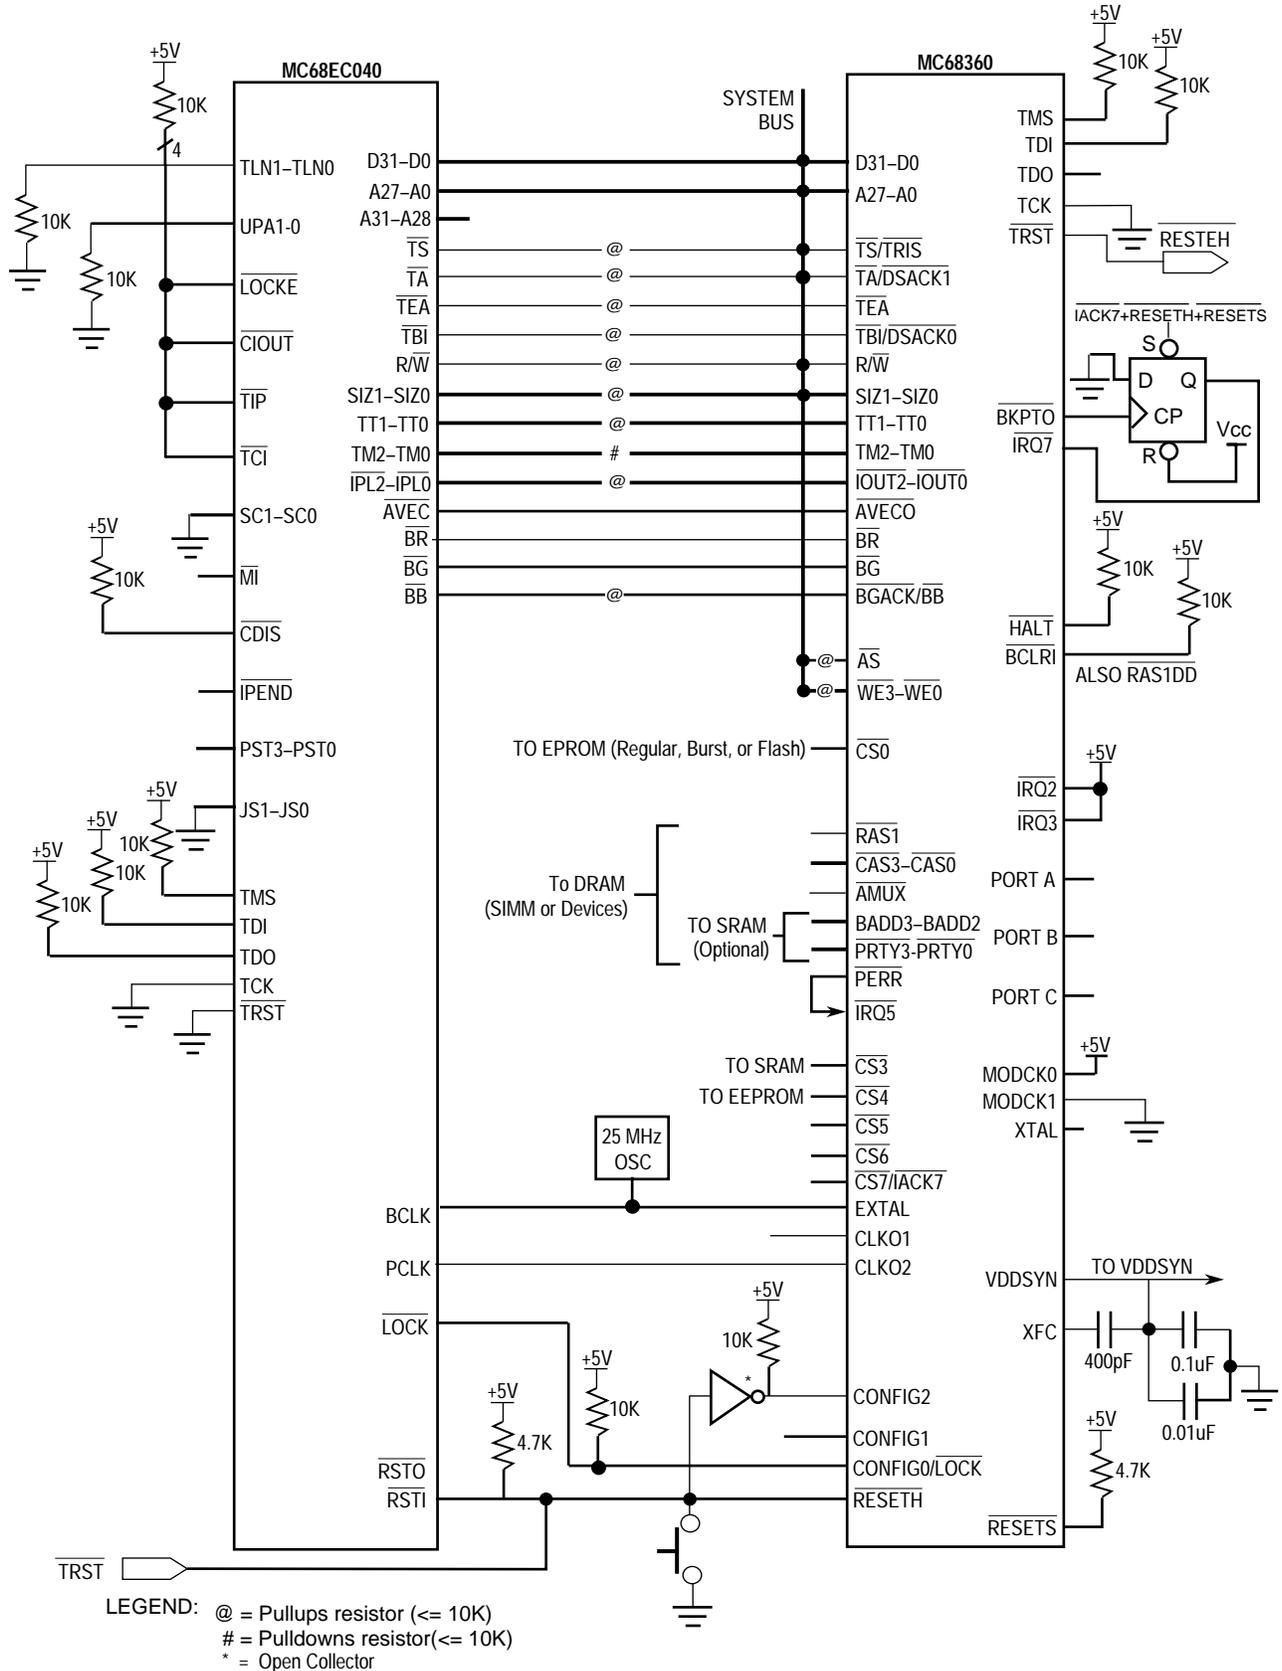 MC68EC040
MC68360
+5V
10K
4
TLN1–TLN0
10K
UPA1-0
10K
LOCKE
CIOUT
TIP
TCI
SC1–SC0
+5V
10K
MI
CDIS
IPEND
PST3–PST0
+5V
JS1–JS0
+5V
10K
+5V
10K
10K
TMS
TDI
TDO
TCK
TRST
D31–D0
A27–A0
A31–A28
TS
TA
TEA
TBI
R/W
SIZ1–SIZ0
TT1–TT0
TM2–TM0
IPL2–IPL0
AVEC
BR
BG
BB
BCLK
PCLK
LOCK
RSTO
RSTI
SYSTEM
BUS
@
@
@
@
@
@
@
#
@
@
@
@
D31–D0
A27–A0
TS/TRIS
TA/DSACK1
TEA
TBI/DSACK0
R/W
SIZ1–SIZ0
TT1–TT0
TM2–TM0
IOUT2–IOUT0
AVECO
BR
BG
BGACK/BB
AS
WE3–WE0
TO EPROM (Regular, Burst, or Flash)
CS0
To DRAM
(SIMM or Devices)
RAS1
CAS3–CAS0
AMUX
TO SRAM
(Optional)
BADD3–BADD2
PRTY3-PRTY0
PERR
IRQ5
TO SRAM
CS3
TO EEPROM
CS4
CS5
CS6
CS7/IACK7
25 MHz
OSC
EXTAL
CLKO1
CLKO2
+5V
10K
*
+5V
10K
+5V
4.7K
CONFIG2
CONFIG1
CONFIG0/LOCK
RESETH
+5V
10K
+5V
10K
TMS
TDI
TDO
TCK
TRST
RESTEH
IACK7+RESETH+RESETS
S
D
Q
CP
R
Vcc
BKPTO
IRQ7
+5V
10K
+5V
10K
HALT
BCLRI
ALSO RAS1DD
+5V
IRQ2
IRQ3
PORT A
PORT B
PORT C
+5V
MODCK0
MODCK1
XTAL
VDDSYN
TO VDDSYN
XFC
400pF
0.1uF
0.01uF
+5V
4.7K
RESETS
TRST
LEGEND:
@ = Pullups resistor (<= 10K)
# = Pulldowns resistor(<= 10K)
* = Open Collector